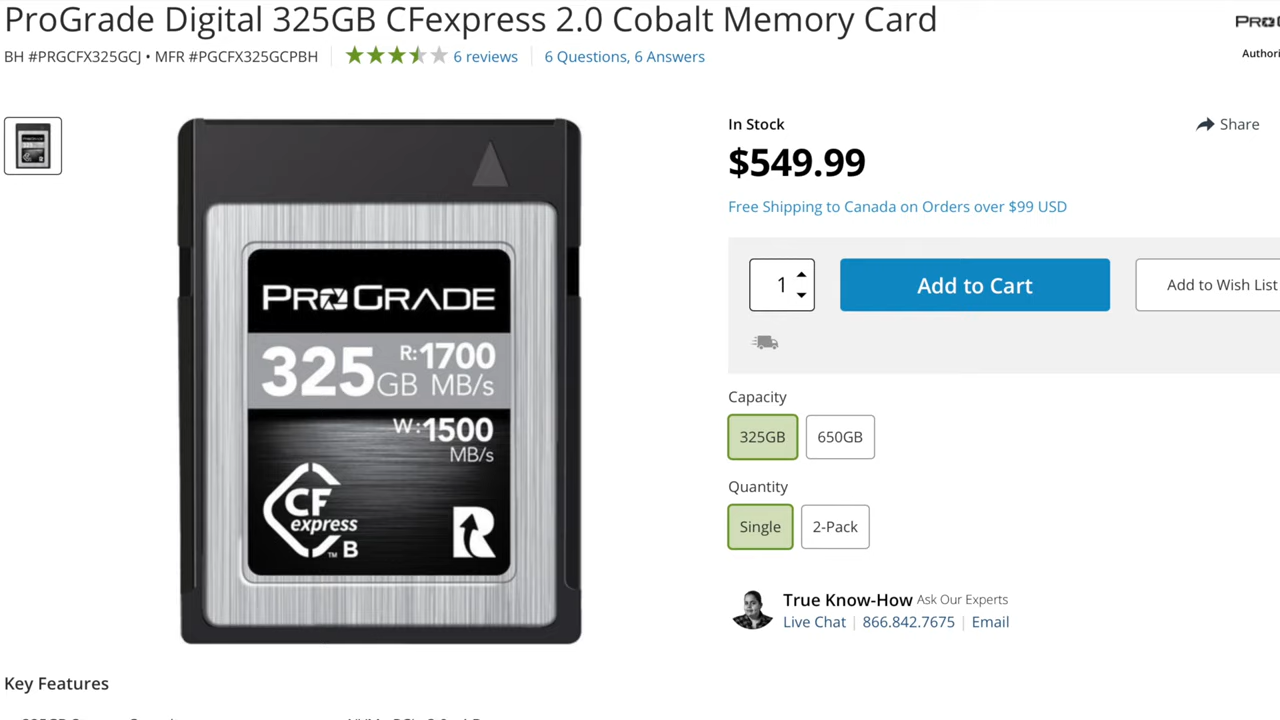 ProGrade Digital 325GB CFexpress 2.0 Cobalt Memory Card
BH #PRGCFX325GCJ • MFR #PGCFX325GCPBH
6 reviews
6 Questions, 6 Answers
Authori
PROGRADE
325GB
R:1700
MB/s
W:1500
MB/s
CF
express
TM B
R
In Stock
Share
$549.99
Free Shipping to Canada on Orders over $99 USD
1
Add to Cart
Add to Wish List
Capacity
325GB
650GB
Quantity
Single
2-Pack
True Know-How Ask Our Experts
Live Chat | 866.842.7675 | Email
Key Features